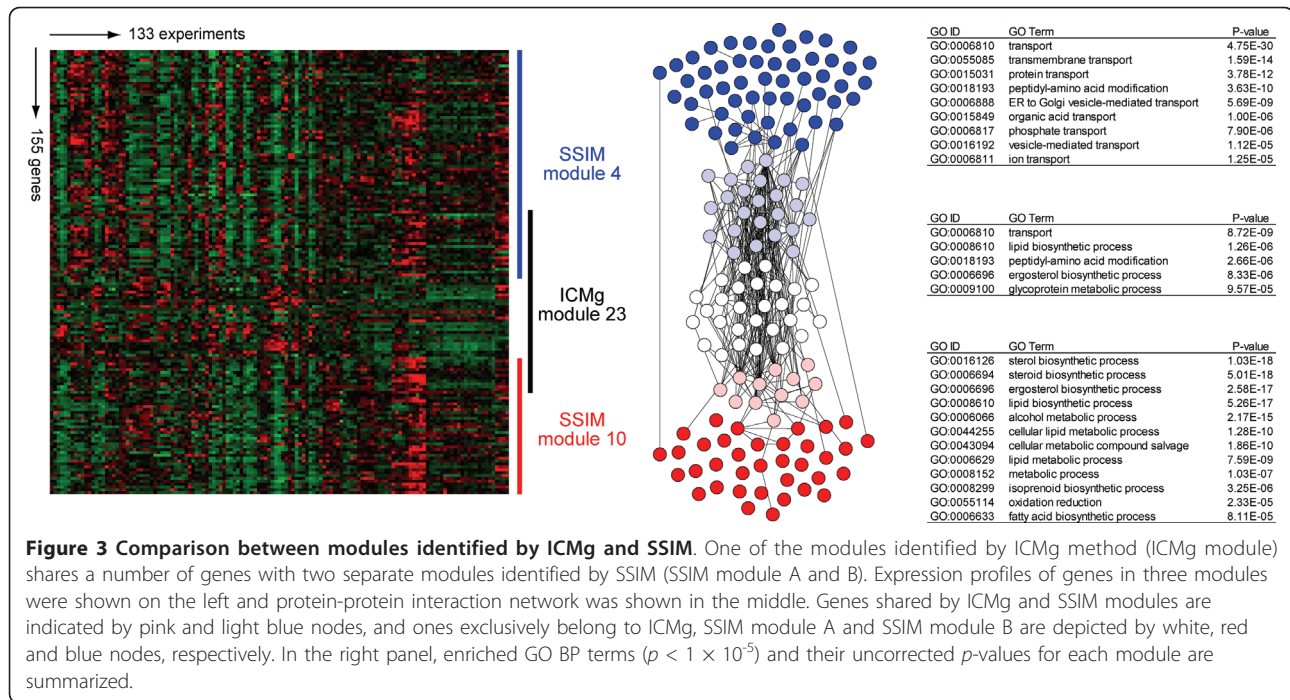 133 experiments
155 genes
SSIM
module 4
ICMg
module 23
SSIM
module 10
GO ID GO Term P-value
GO:0006810 transport 4.75E-30
GO:0055085 transmembrane transport 1.59E-14
GO:0015031 protein transport 3.78E-12
GO:0018193 peptidyl-amino acid modification 3.63E-10
GO:0006888 ER to Golgi vesicle-mediated transport 5.69E-09
GO:0015849 organic acid transport 1.00E-06
GO:0006817 phosphate transport 7.90E-06
GO:0016192 vesicle-mediated transport 1.12E-05
GO:0006811 ion transport 1.25E-05
GO ID GO Term P-value
GO:0006810 transport 8.72E-09
GO:0008610 lipid biosynthetic process 1.26E-06
GO:0018193 peptidyl-amino acid modification 2.66E-06
GO:0006696 ergosterol biosynthetic process 8.33E-06
GO:0009100 glycoprotein metabolic process 9.57E-05
GO ID GO Term P-value
GO:0016126 sterol biosynthetic process 1.03E-18
GO:0006694 steroid biosynthetic process 5.01E-18
GO:0006696 ergosterol biosynthetic process 2.58E-17
GO:0008610 lipid biosynthetic process 5.26E-17
GO:0006066 alcohol metabolic process 2.17E-15
GO:0044255 cellular lipid metabolic process 1.28E-10
GO:0043094 cellular metabolic compound salvage 1.86E-10
GO:0006629 lipid metabolic process 7.59E-09
GO:0008152 metabolic process 1.03E-07
GO:0008299 isoprenoid biosynthetic process 3.25E-06
GO:0055114 oxidation reduction 2.33E-05
GO:0006633 fatty acid biosynthetic process 8.11E-05
Figure 3 Comparison between modules identified by ICMg and SSIM. One of the modules identified by ICMg method (ICMg module)
shares a number of genes with two separate modules identified by SSIM (SSIM module A and B). Expression profiles of genes in three modules
were shown on the left and protein-protein interaction network was shown in the middle. Genes shared by ICMg and SSIM modules are
indicated by pink and light blue nodes, and ones exclusively belong to ICMg, SSIM module A and SSIM module B are depicted by white, red
and blue nodes, respectively. In the right panel, enriched GO BP terms (p < 1 × 10⁻⁵) and their uncorrected p-values for each module are
summarized.